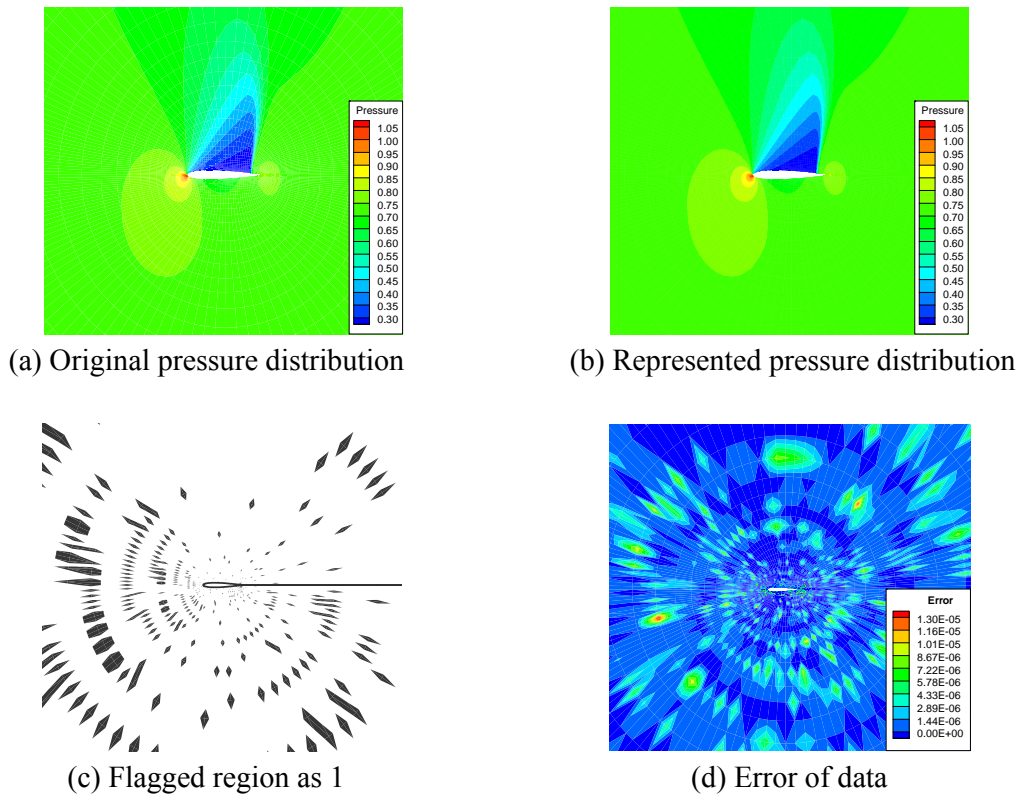 Pressure
1.05
1.00
0.95
0.90
0.85
0.80
0.75
0.70
0.65
0.60
0.55
0.50
0.45
0.40
0.35
0.30
(a) Original pressure distribution
Pressure
1.05
1.00
0.95
0.90
0.85
0.80
0.75
0.70
0.65
0.60
0.55
0.50
0.45
0.40
0.35
0.30
(b) Represented pressure distribution
(c) Flagged region as 1
Error
1.30E-05
1.16E-05
1.01E-05
8.67E-06
7.22E-06
5.78E-06
4.33E-06
2.89E-06
1.44E-06
0.00E+00
(d) Error of data